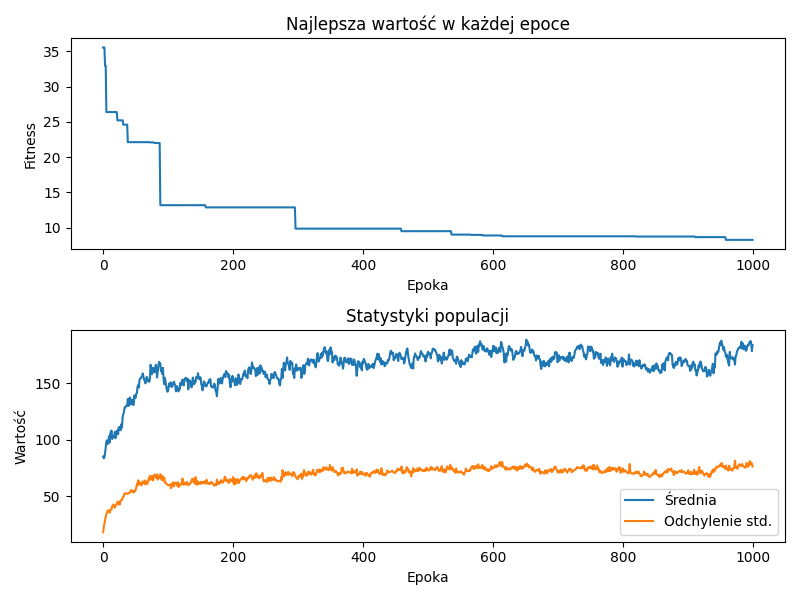 Najlepsza wartość w każdej epoce
Fitness
35
30
25
20
15
10
0 200 400 600 800 1000
Epoka
Statystyki populacji
Wartość
150
100
50
Średnia
Odchylenie std.
0 200 400 600 800 1000
Epoka